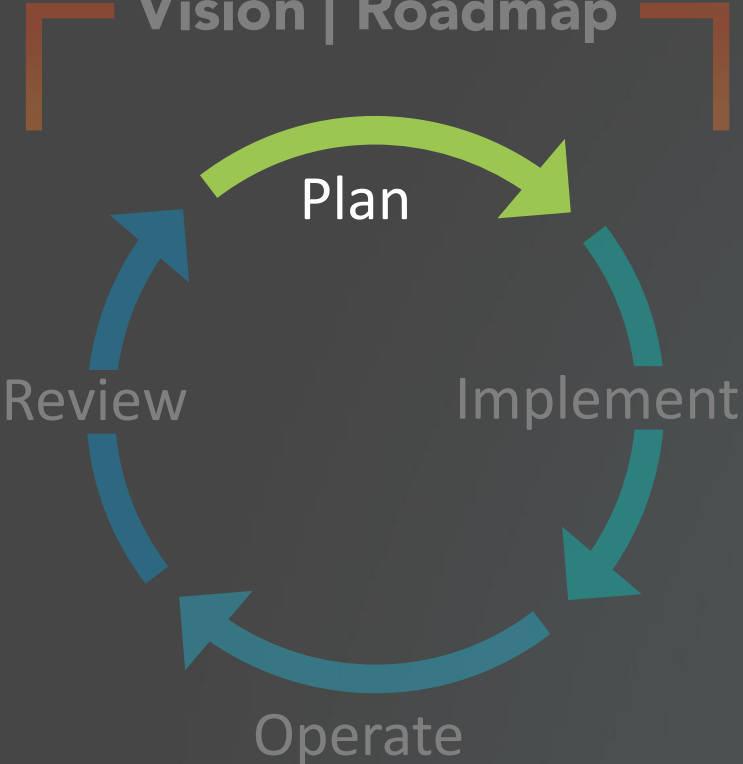 Vision | Roadmap
Plan
Review
Implement
Operate